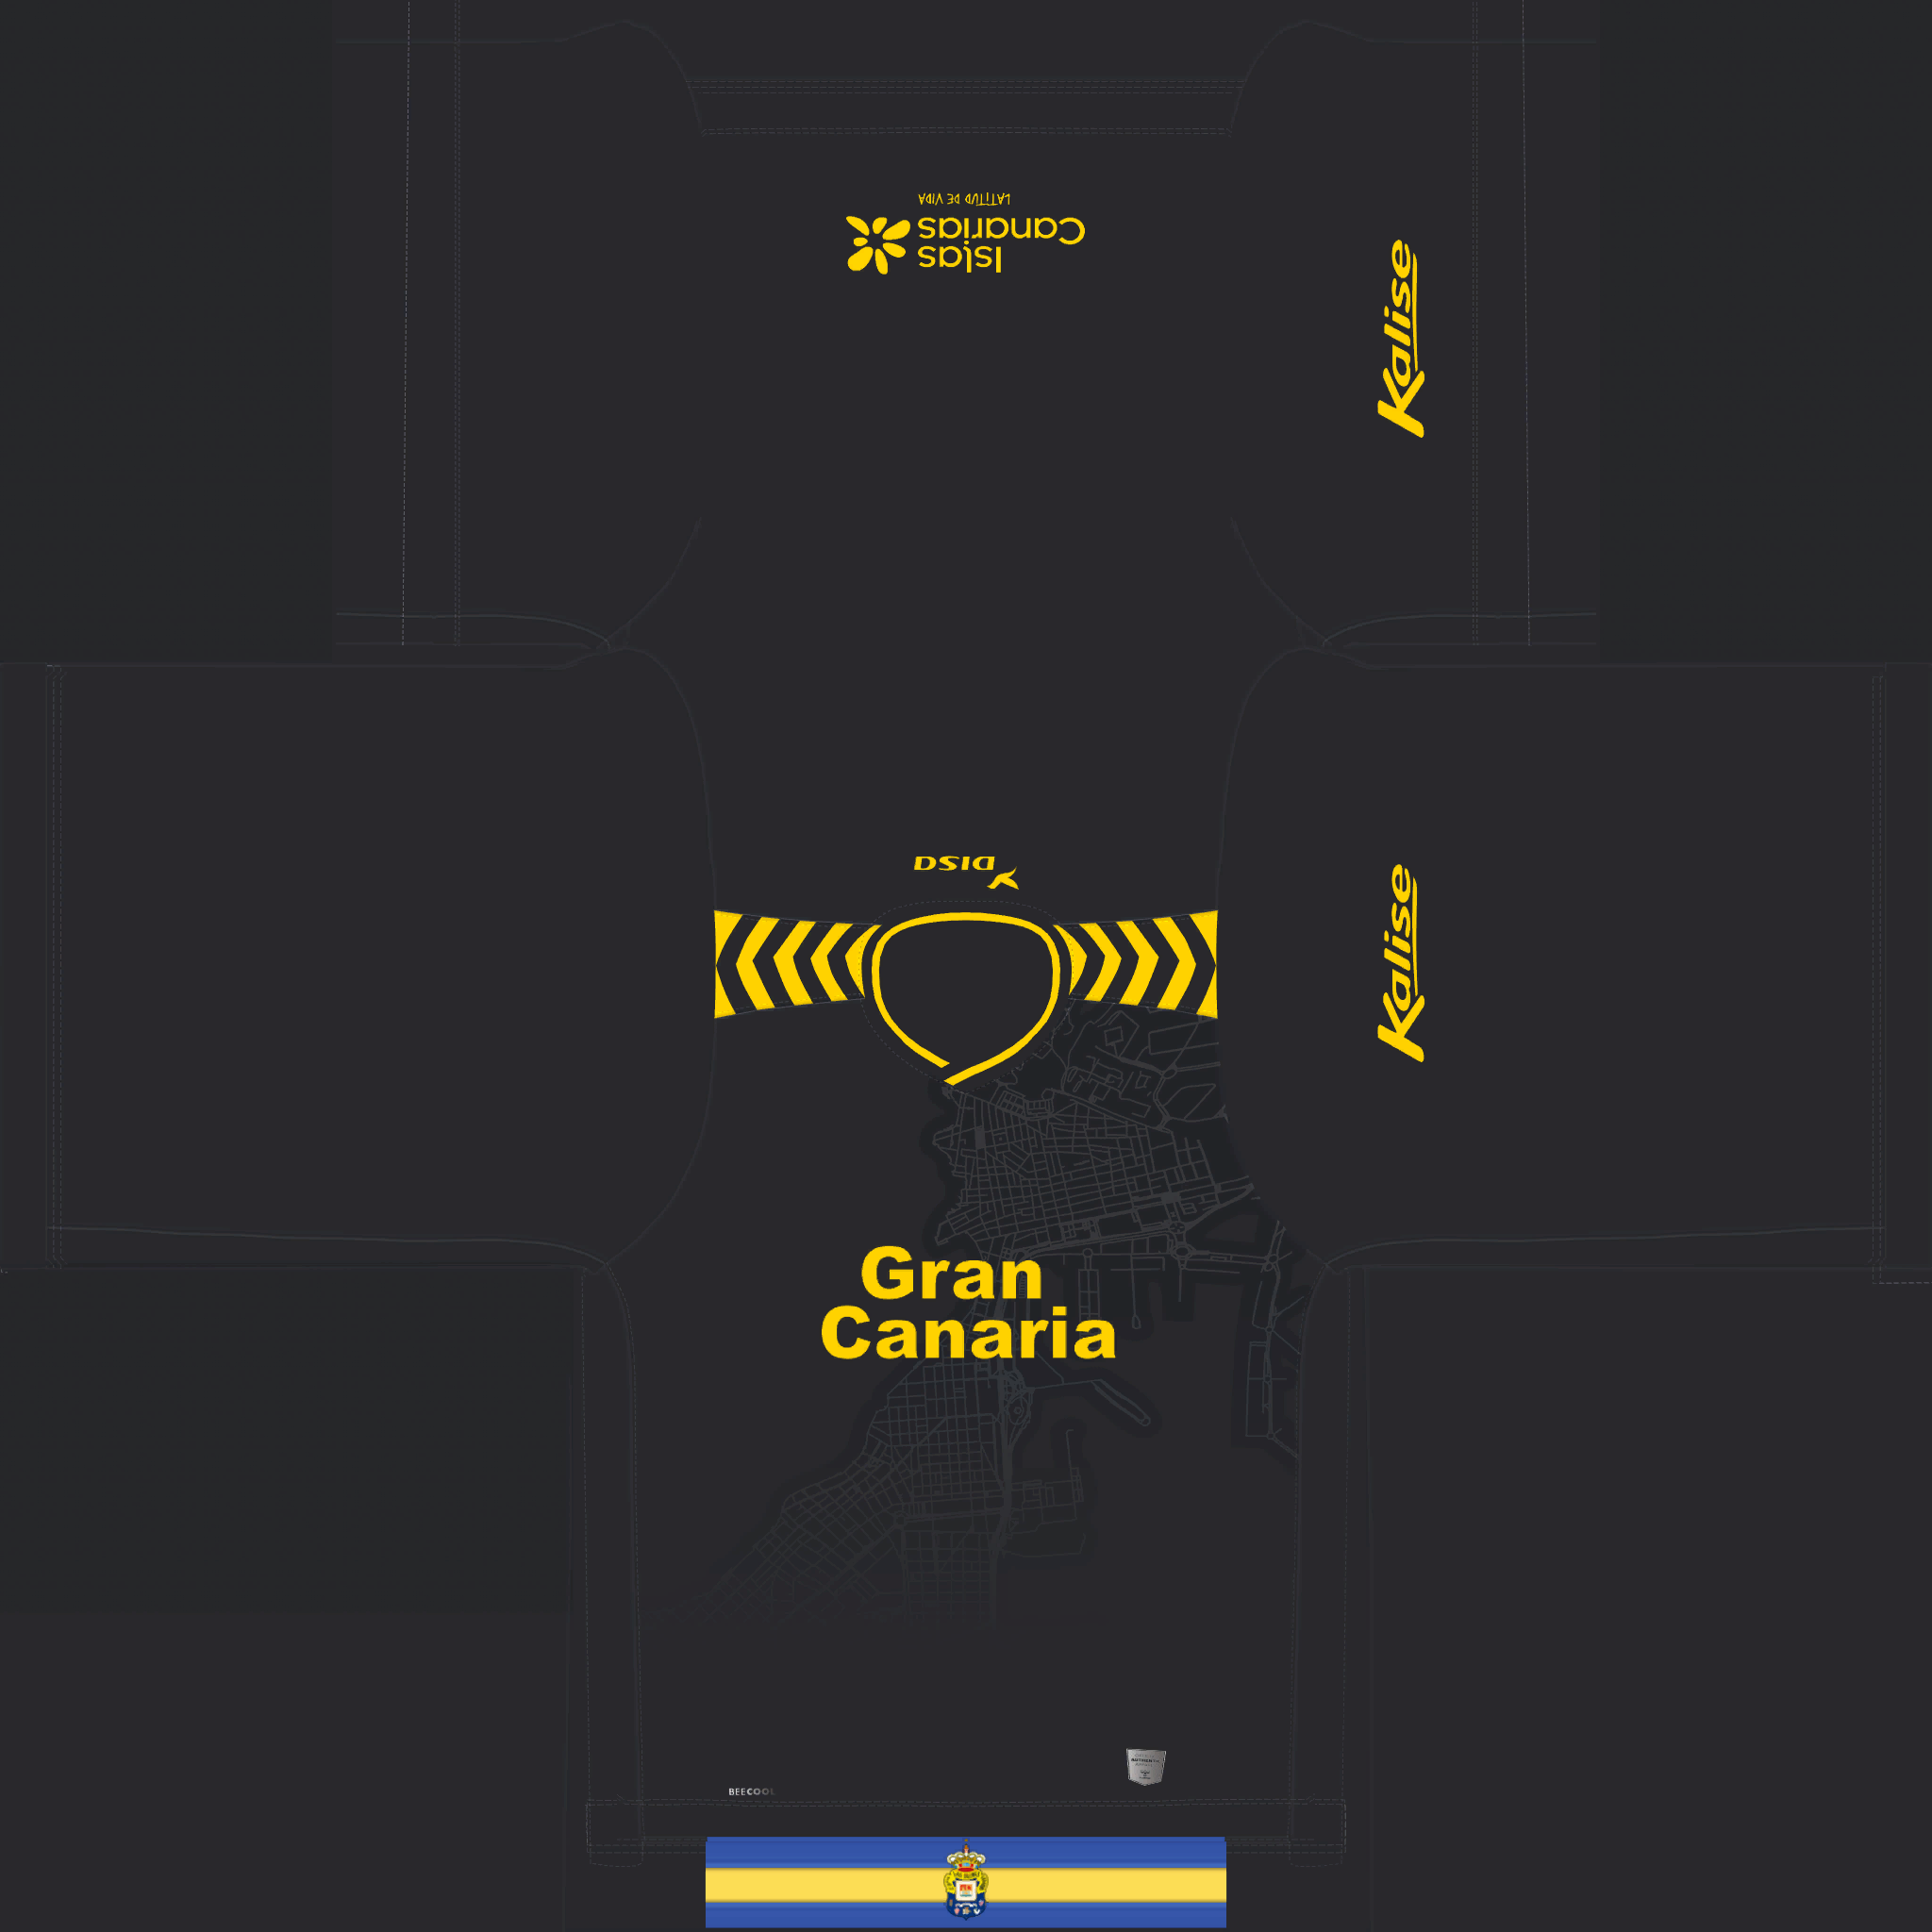 Islas
Canarias
LATITUD DE VIDA
Kalise
DISA
Kalise
Gran
Canaria
BEECOOL